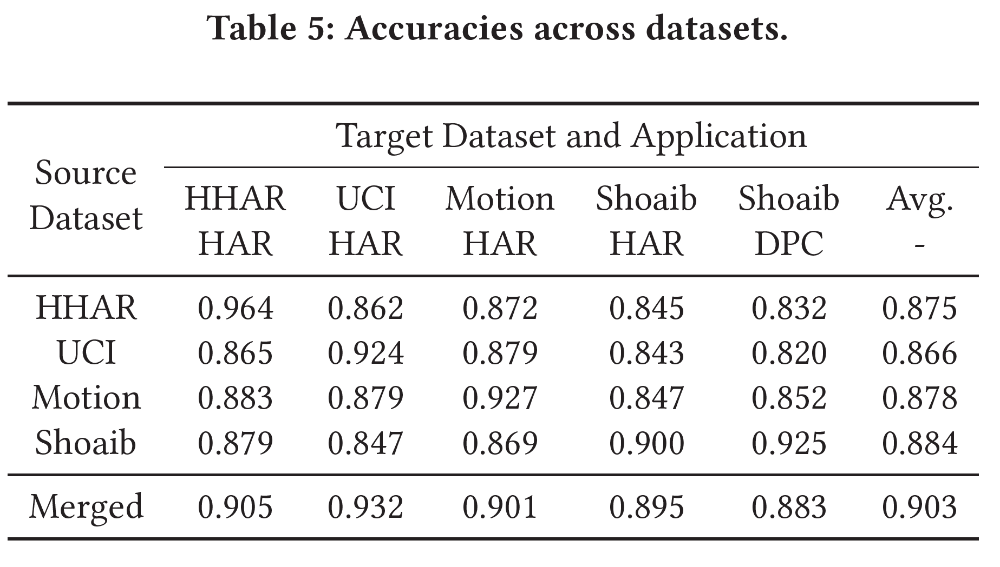 Table 5: Accuracies across datasets.
Source Dataset Target Dataset and Application
HHAR UCI Motion Shoaib Shoaib Avg.
HAR HAR HAR HAR DPC -
HHAR 0.964 0.862 0.872 0.845 0.832 0.875
UCI 0.865 0.924 0.879 0.843 0.820 0.866
Motion 0.883 0.879 0.927 0.847 0.852 0.878
Shoaib 0.879 0.847 0.869 0.900 0.925 0.884
Merged 0.905 0.932 0.901 0.895 0.883 0.903